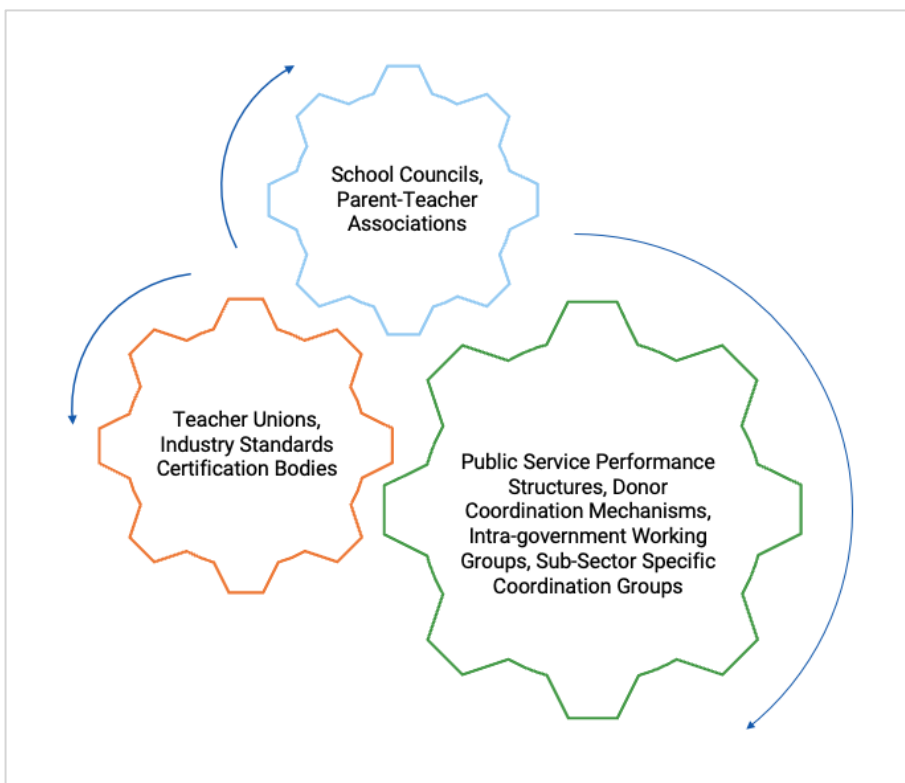 School Councils,
Parent-Teacher
Associations
Teacher Unions,
Industry Standards
Certification Bodies
Public Service Performance
Structures, Donor
Coordination Mechanisms,
Intra-government Working
Groups, Sub-Sector Specific
Coordination Groups